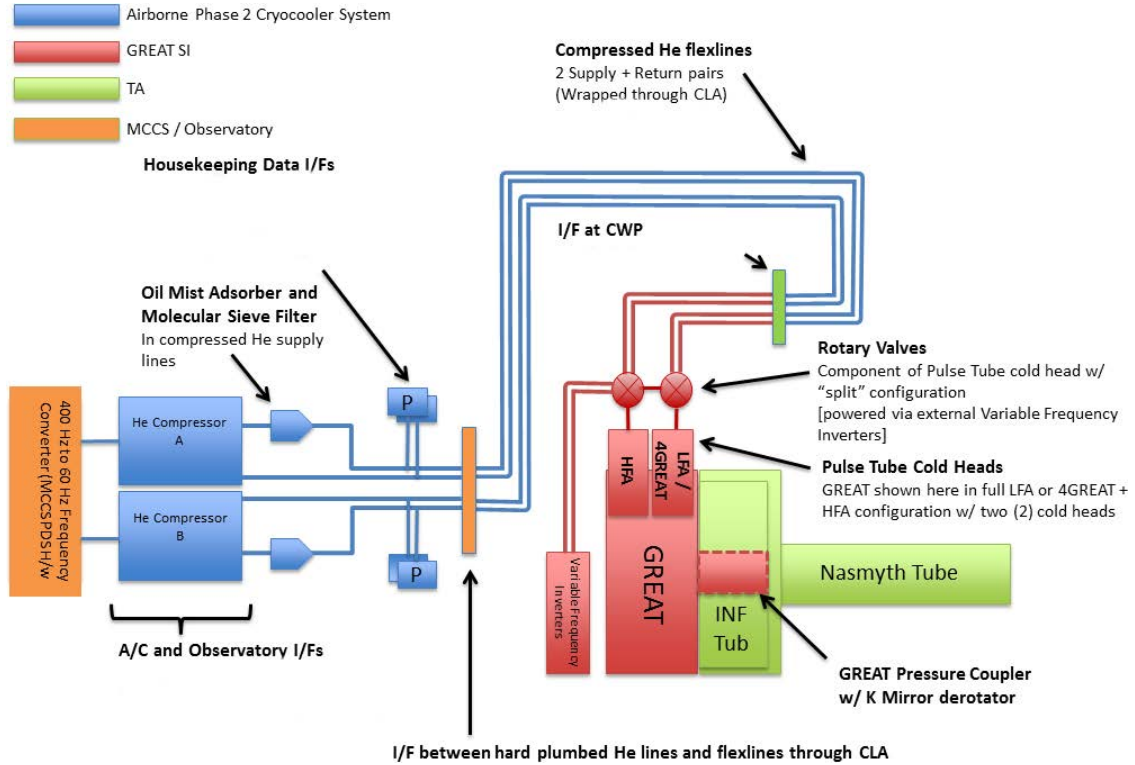 Airborne Phase 2 Cryocooler System
GREAT SI
TA
MCCS / Observatory
Housekeeping Data I/Fs
Compressed He flexlines
2 Supply + Return pairs
(Wrapped through CLA)
I/F at CWP
Oil Mist Adsorber and
Molecular Sieve Filter
In compressed He supply
lines
Rotary Valves
Component of Pulse Tube cold head w/
“split” configuration
[powered via external Variable Frequency
Inverters]
Pulse Tube Cold Heads
GREAT shown here in full LFA or 4GREAT +
HFA configuration w/ two (2) cold heads
400 Hz to 60 Hz Frequency
Converter (MCCS PDS H/w
He Compressor
A
He Compressor
B
P
P
HFA
LFA /
4GREAT
GREAT
Variable Frequency
Inverters
INF
Tub
Nasmyth Tube
A/C and Observatory I/Fs
GREAT Pressure Coupler
w/ K Mirror derotator
I/F between hard plumbed He lines and flexlines through CLA